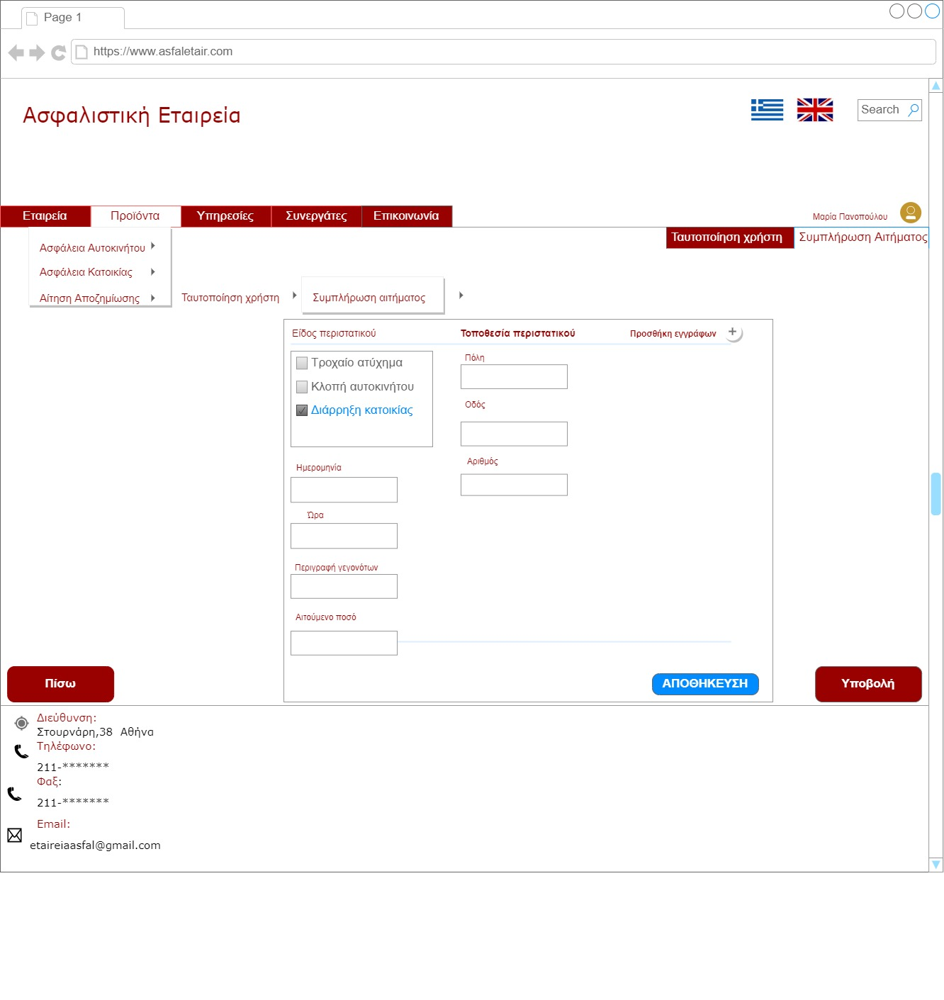 Page 1
https://www.asfaletair.com
Ασφαλιστική Εταιρεία
Search
Εταιρεία Προϊόντα Υπηρεσίες Συνεργάτες Επικοινωνία
Μαρία Πανοπούλου
Ταυτοποίηση χρήστη Συμπλήρωση Αιτήματος
Ασφάλεια Αυτοκινήτου
Ασφάλεια Κατοικίας
Αίτηση Αποζημίωσης
Ταυτοποίηση χρήστη
Συμπλήρωση αιτήματος
Είδος περιστατικού
Τροχαίο ατύχημα
Κλοπή αυτοκινήτου
Διάρρηξη κατοικίας
Ημερομηνία
Ώρα
Περιγραφή γεγονότων
Αιτούμενο ποσό
Τοποθεσία περιστατικού
Πόλη
Οδός
Αριθμός
Προσθήκη εγγράφων
Πίσω
ΑΠΟΘΗΚΕΥΣΗ
Υποβολή
Διεύθυνση:
Στουρνάρη,38 Αθήνα
Τηλέφωνο:
211-*******
Φαξ:
211-*******
Email:
etaireiaasfal@gmail.com